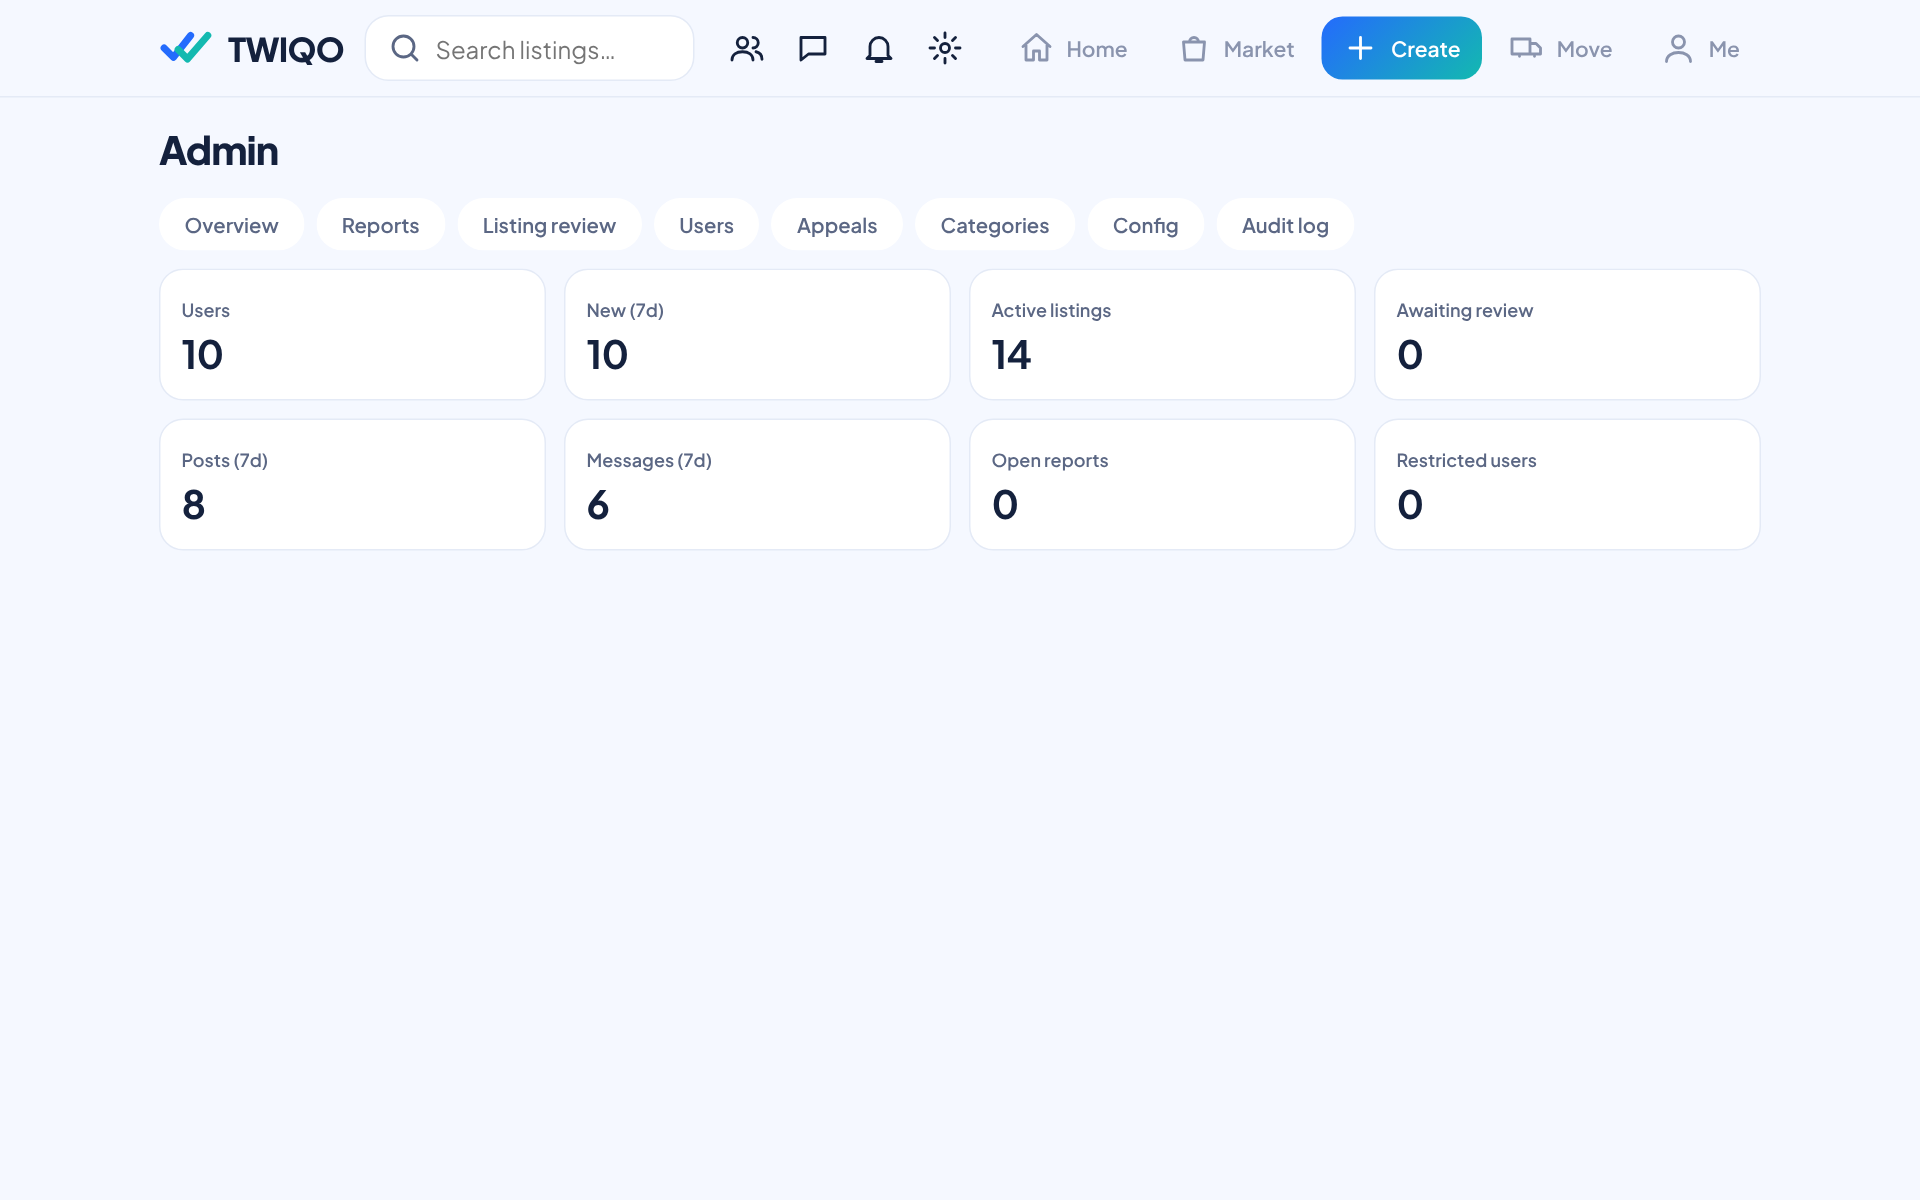 TWIQO
Search listings...
Home
Market
Create
Move
Me
Admin
Overview
Reports
Listing review
Users
Appeals
Categories
Config
Audit log
Users
10
New (7d)
10
Active listings
14
Awaiting review
0
Posts (7d)
8
Messages (7d)
6
Open reports
0
Restricted users
0